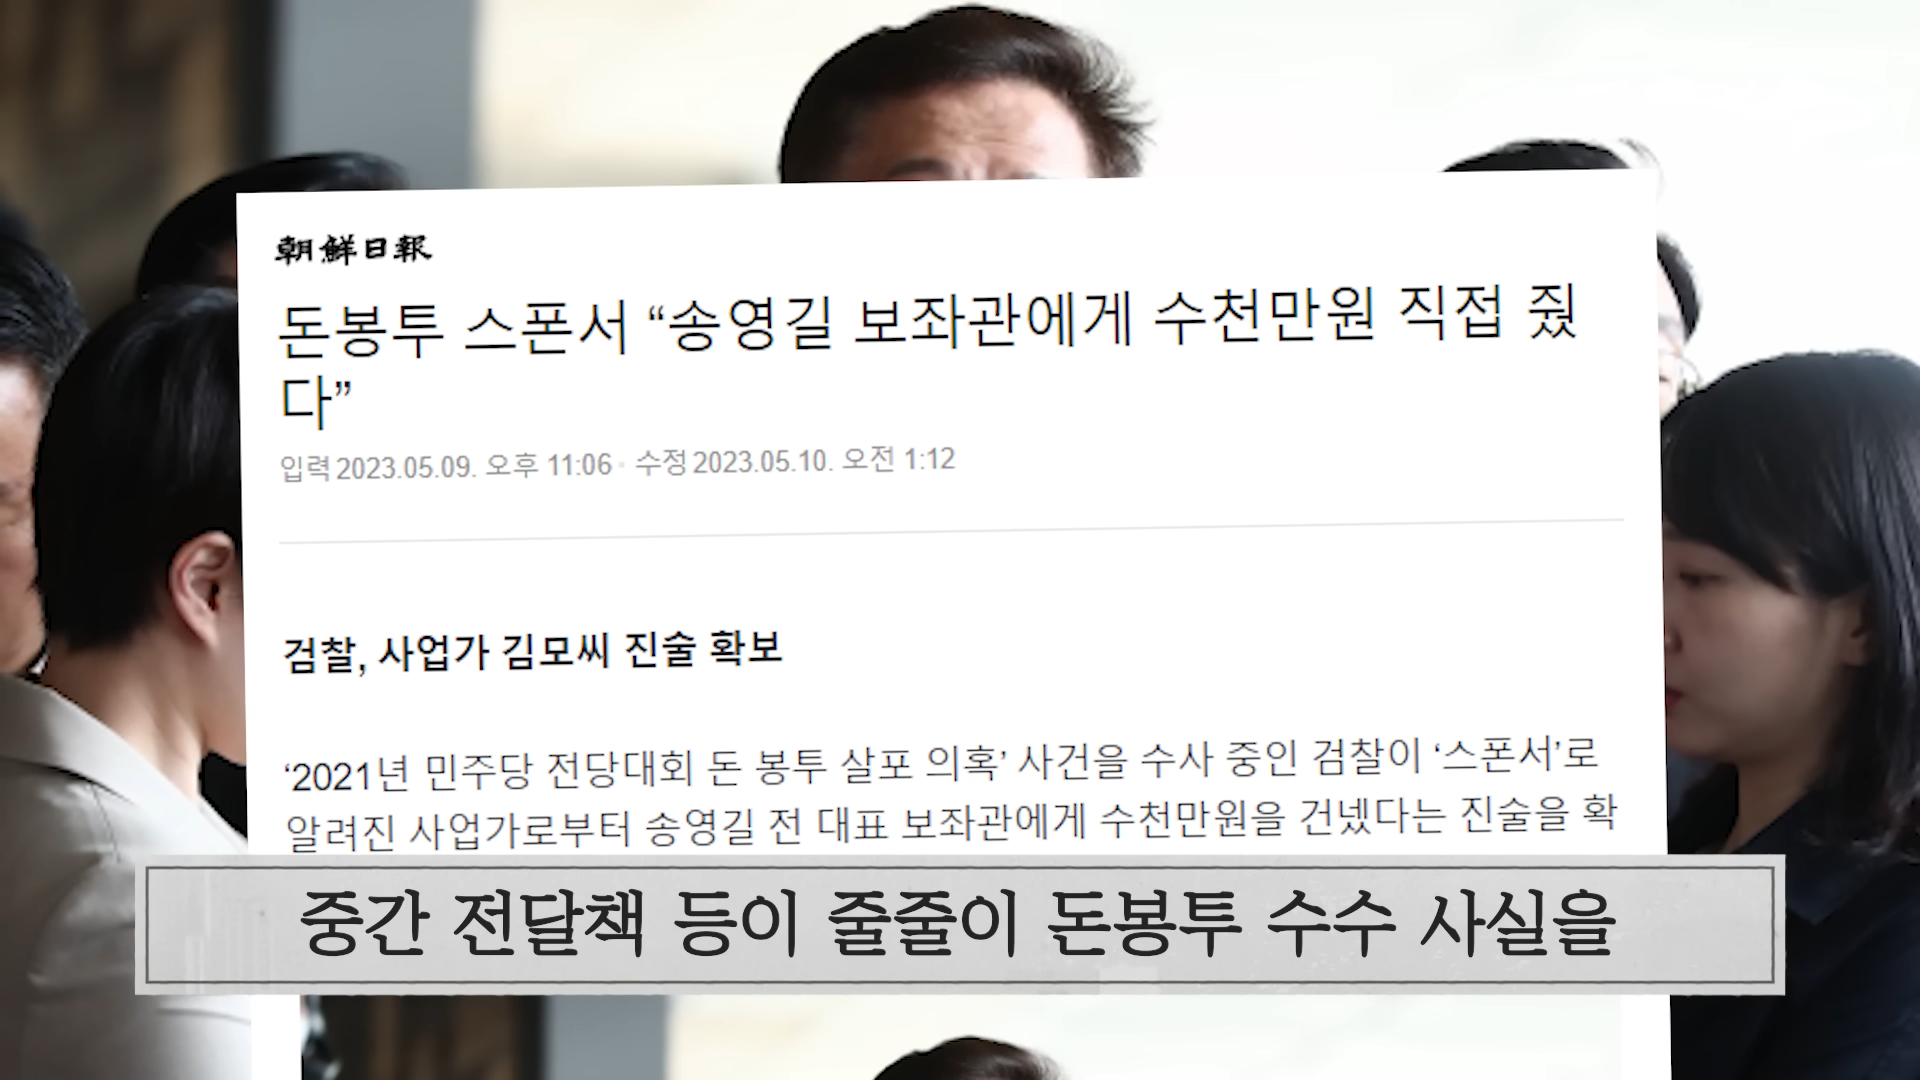 朝鮮日報
돈봉투 스폰서 “송영길 보좌관에게 수천만원 직접 줬
다”
입력 2023.05.09. 오후 11:06 · 수정 2023.05.10. 오전 1:12
검찰, 사업가 김모씨 진술 확보
‘2021년 민주당 전당대회 돈 봉투 살포 의혹’ 사건을 수사 중인 검찰이 ‘스폰서’로
알려진 사업가로부터 송영길 전 대표 보좌관에게 수천만원을 건넸다는 진술을 확
중간 전달책 등이 줄줄이 돈봉투 수수 사실을